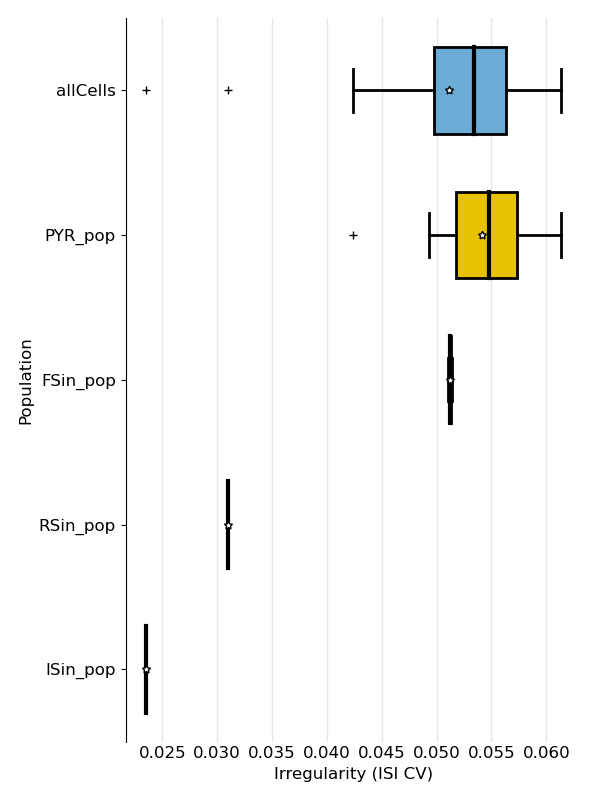 allCells
PYR_pop
FSin_pop
RSin_pop
ISin_pop
Population
0.025 0.030 0.035 0.040 0.045 0.050 0.055 0.060
Irregularity (ISI CV)